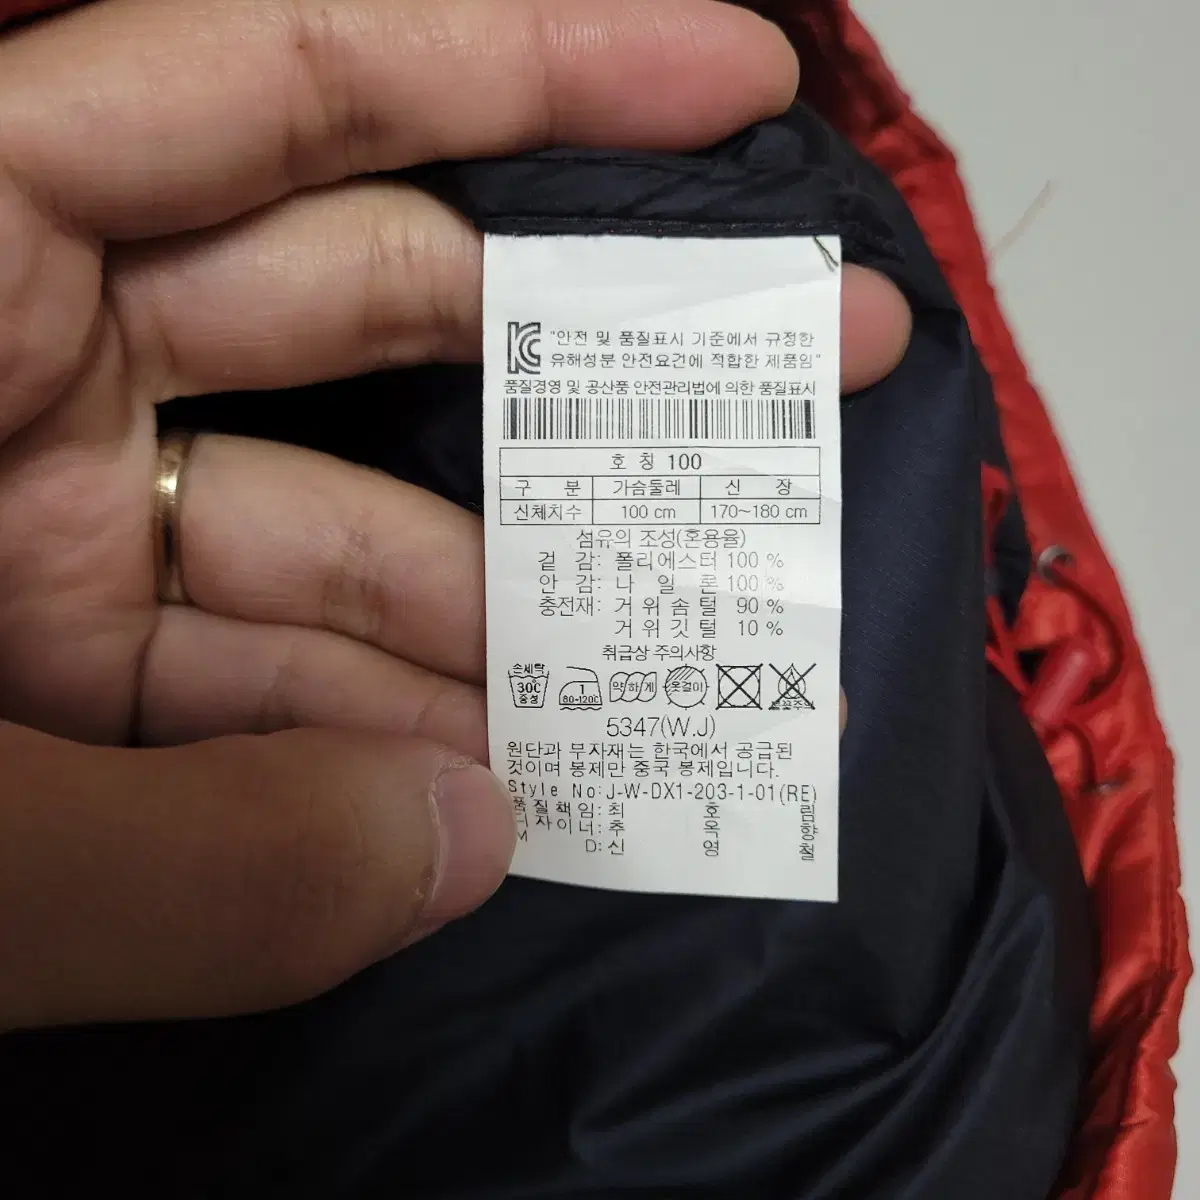 "안전 및 품질표시 기준에서 규정한
유해성분 안전요건에 적합한 제품임"
품질경영 및 공산품 안전관리법에 의한 품질표시
호 칭 100
구 분 가슴둘레 신 장
신체치수 100 cm 170~180 cm
섬유의 조성(혼용율)
겉 감: 폴리에스터 100 %
안 감: 나 일 론 100 %
충전재: 거 위 솜 털 90 %
거 위 깃 털 10 %
취급상 주의사항
손세탁 30℃ 중성 1 80-120℃ 약하게 옷걸이
5347(W.J)
원단과 부자재는 한국에서 공급된
것이며 봉제만 중국 봉제입니다.
Style No:J-W-DX1-203-1-01(RE)
품질책임: 최 호 림
디자이너: 추 옥 향
M D: 신 영 철